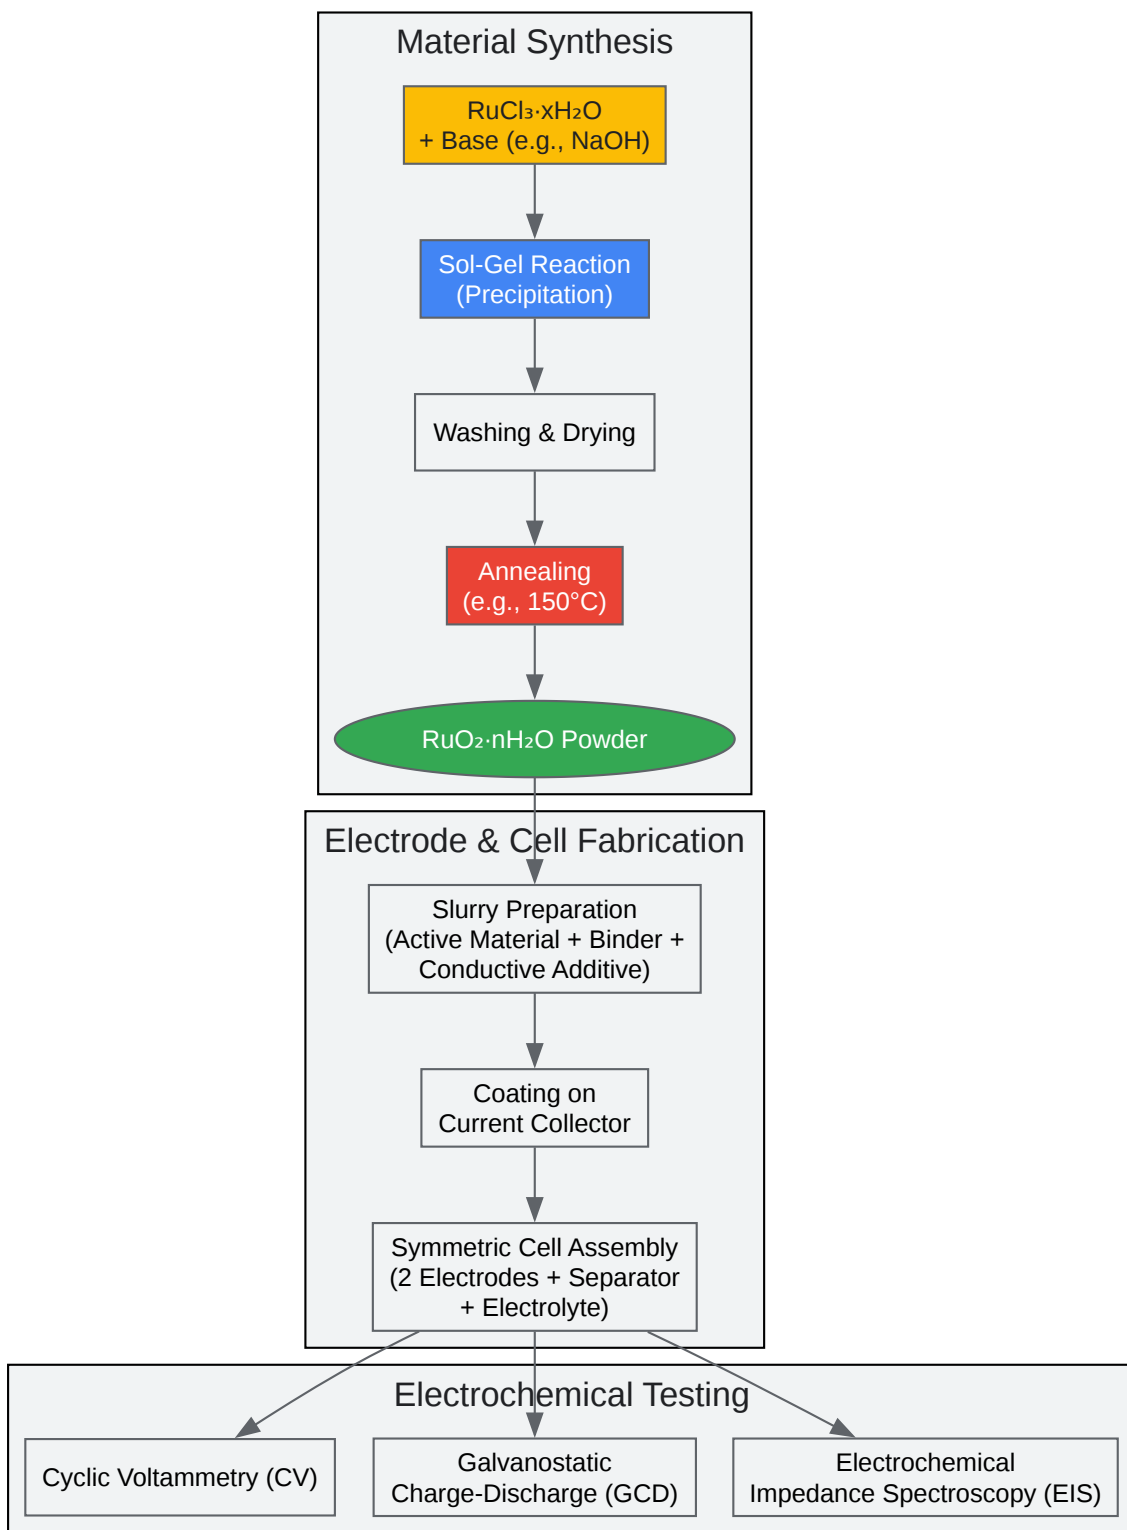 Material Synthesis
RuCl₃·xH₂O
+ Base (e.g., NaOH)
Sol-Gel Reaction
(Precipitation)
Washing & Drying
Annealing
(e.g., 150°C)
RuO₂·nH₂O Powder
Electrode & Cell Fabrication
Slurry Preparation
(Active Material + Binder +
Conductive Additive)
Coating on
Current Collector
Symmetric Cell Assembly
(2 Electrodes + Separator
+ Electrolyte)
Electrochemical Testing
Cyclic Voltammetry (CV)
Galvanostatic
Charge-Discharge (GCD)
Electrochemical
Impedance Spectroscopy (EIS)